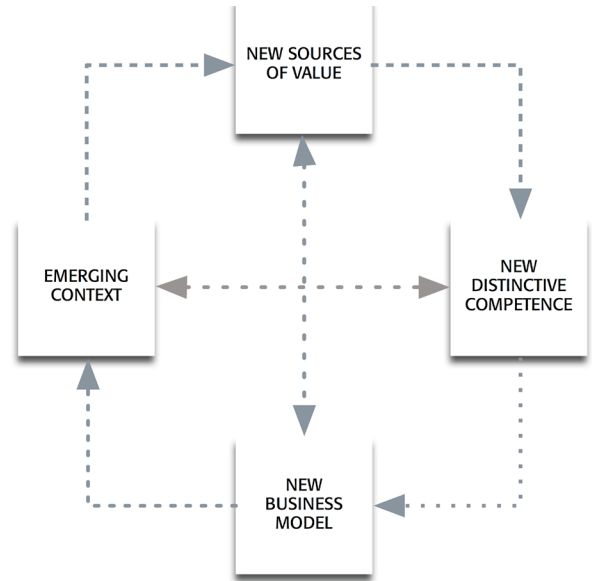 NEW SOURCES
OF VALUE
EMERGING
CONTEXT
NEW
DISTINCTIVE
COMPETENCE
NEW
BUSINESS
MODEL